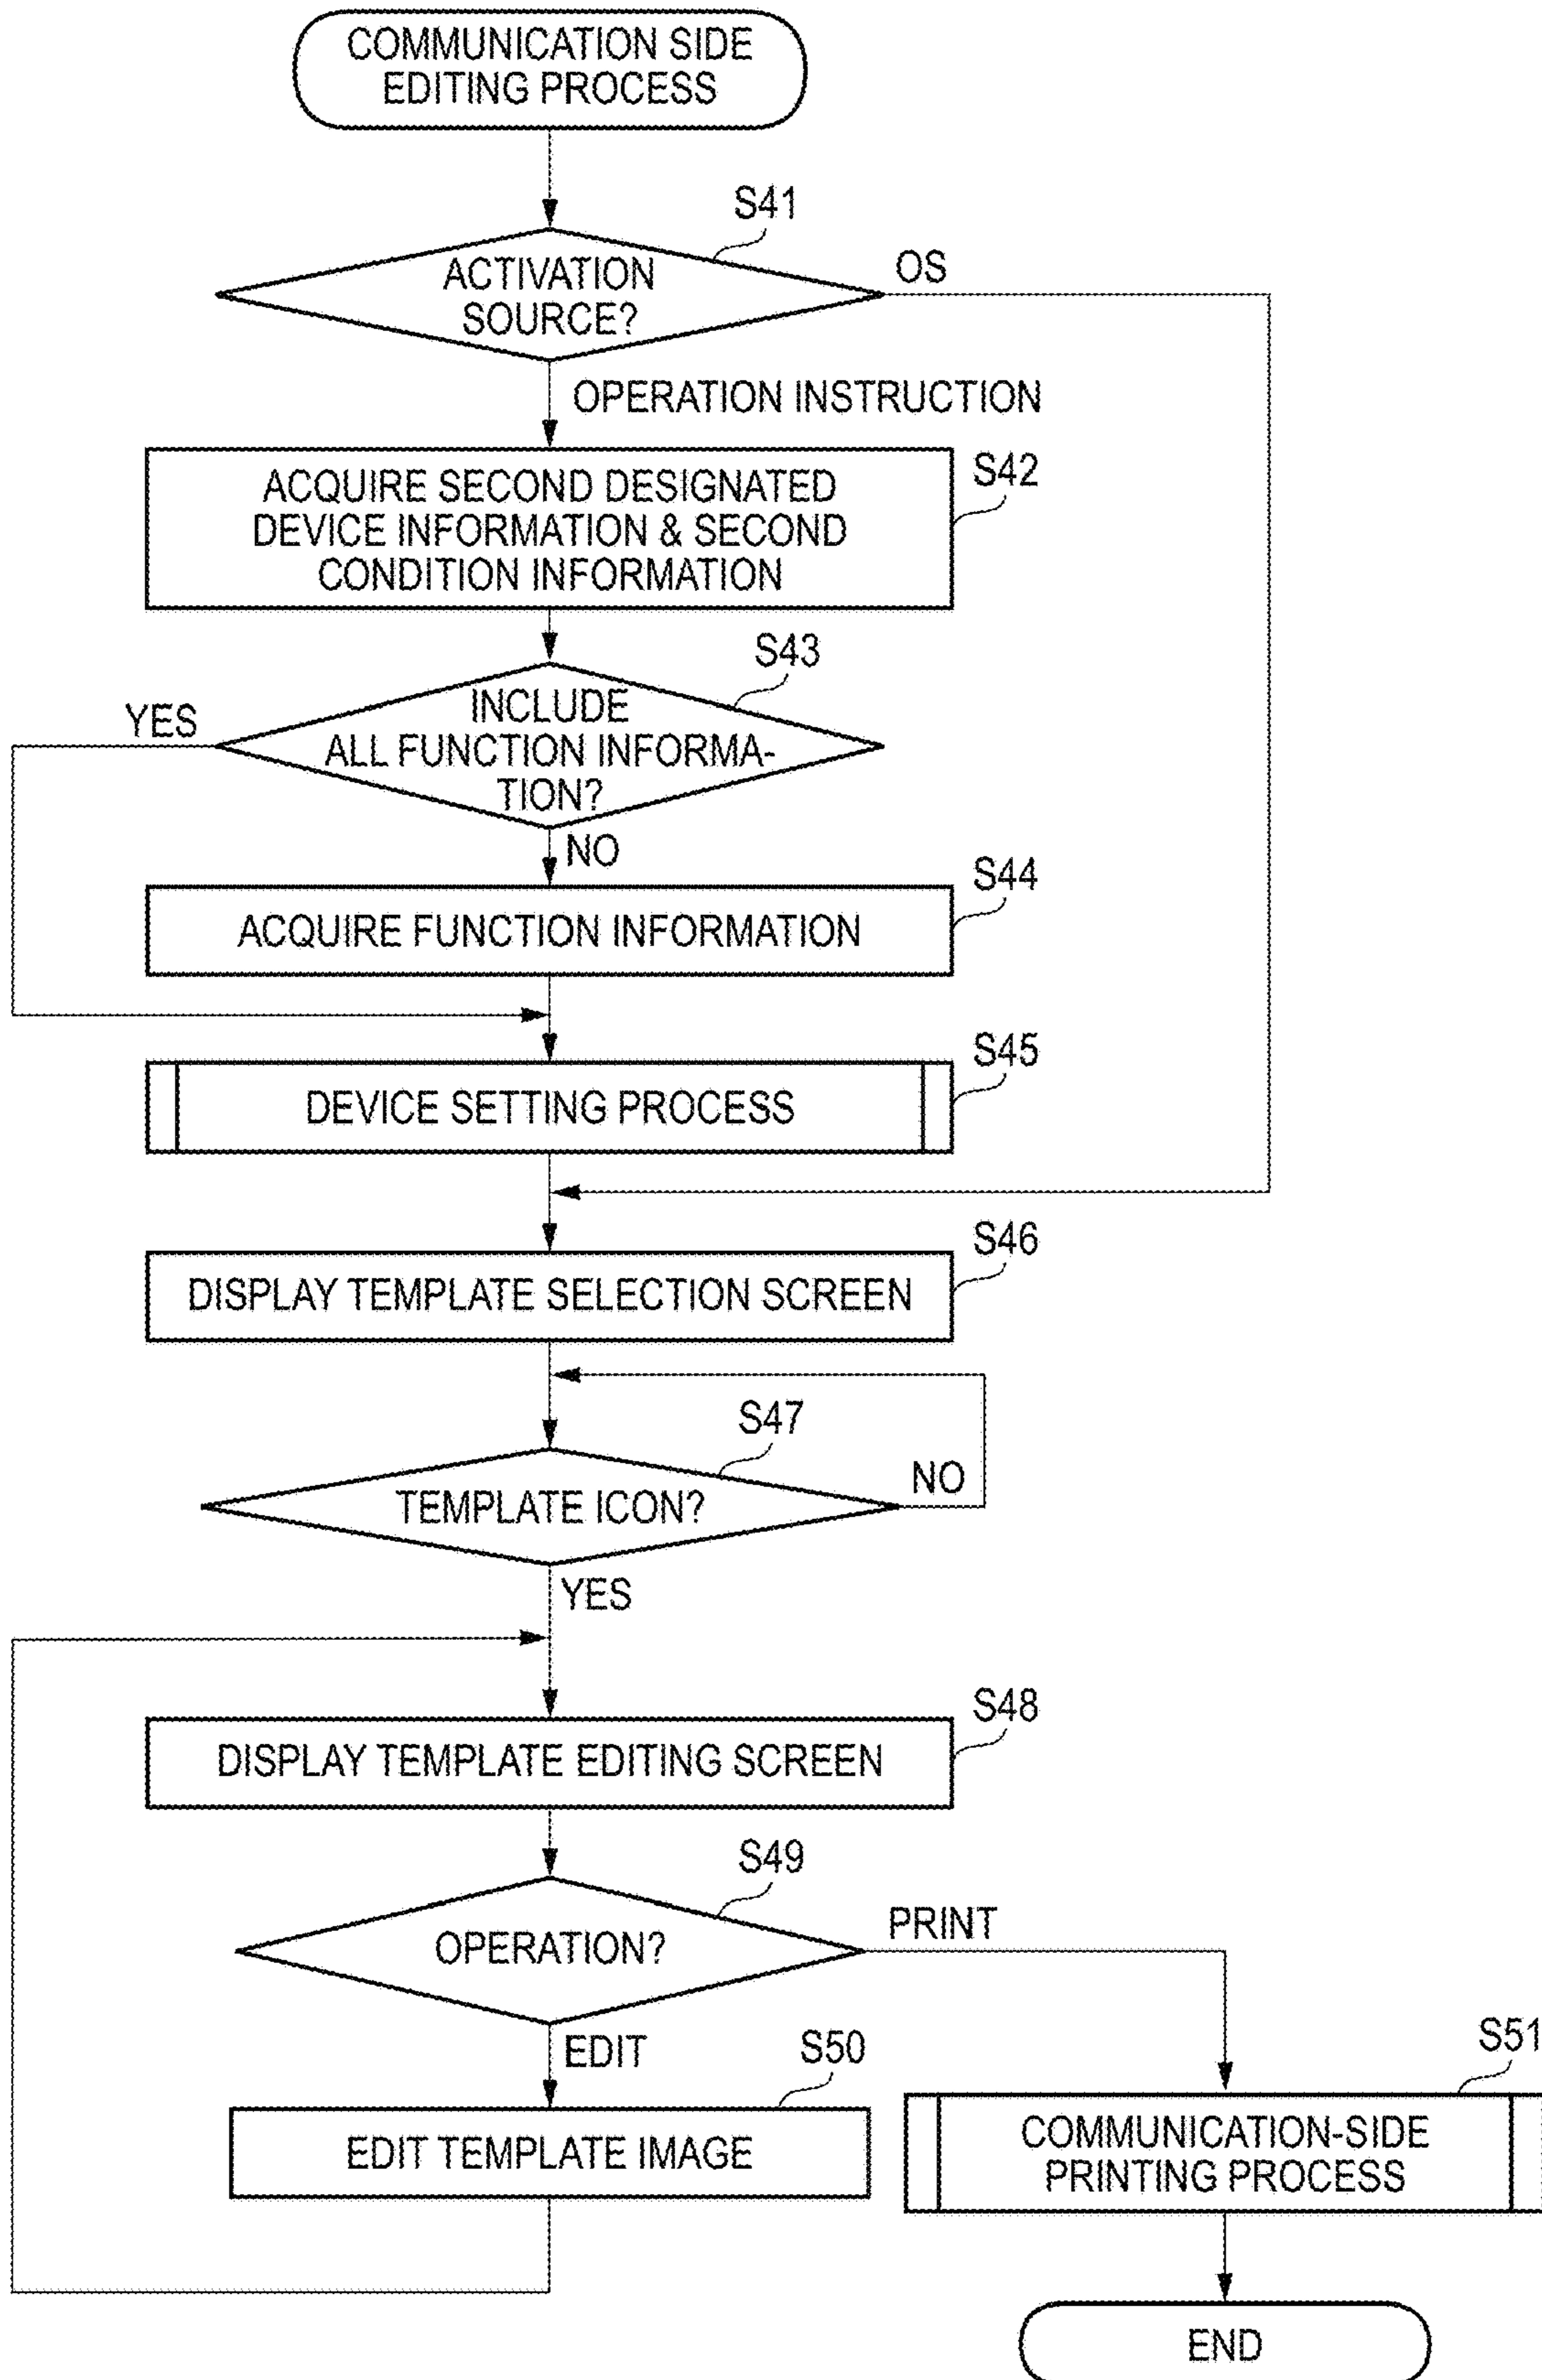 COMMUNICATION SIDE
EDITING PROCESS
S41
ACTIVATION
SOURCE?
OS
OPERATION INSTRUCTION
S42
ACQUIRE SECOND DESIGNATED
DEVICE INFORMATION & SECOND
CONDITION INFORMATION
S43
YES
INCLUDE
ALL FUNCTION INFORMA-
TION?
NO
S44
ACQUIRE FUNCTION INFORMATION
S45
DEVICE SETTING PROCESS
S46
DISPLAY TEMPLATE SELECTION SCREEN
S47
TEMPLATE ICON?
NO
YES
S48
DISPLAY TEMPLATE EDITING SCREEN
S49
OPERATION?
PRINT
EDIT
S50
EDIT TEMPLATE IMAGE
S51
COMMUNICATION-SIDE
PRINTING PROCESS
END